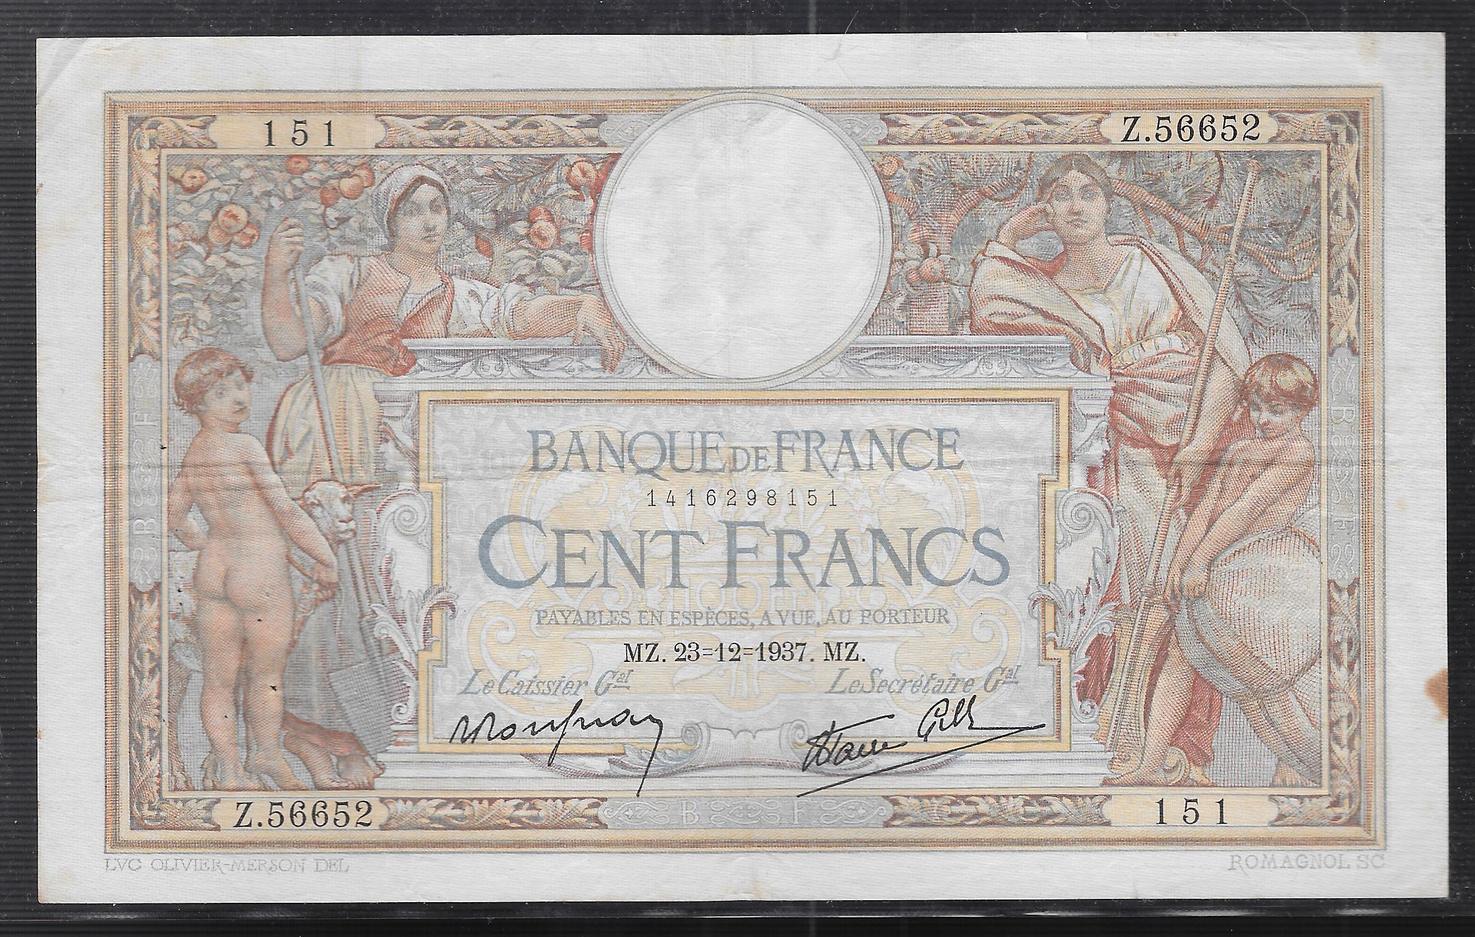 151
Z.56652
BANQUE DE FRANCE
1416298151
CENT FRANCS
PAYABLES EN ESPÈCES, A VUE, AU PORTEUR
MZ. 23=12=1937. MZ.
Le Caissier Gal
Le Secrétaire Gal
Z.56652
B F
151
LVC OLIVIER-MERSON DEL
ROMAGNOL SC